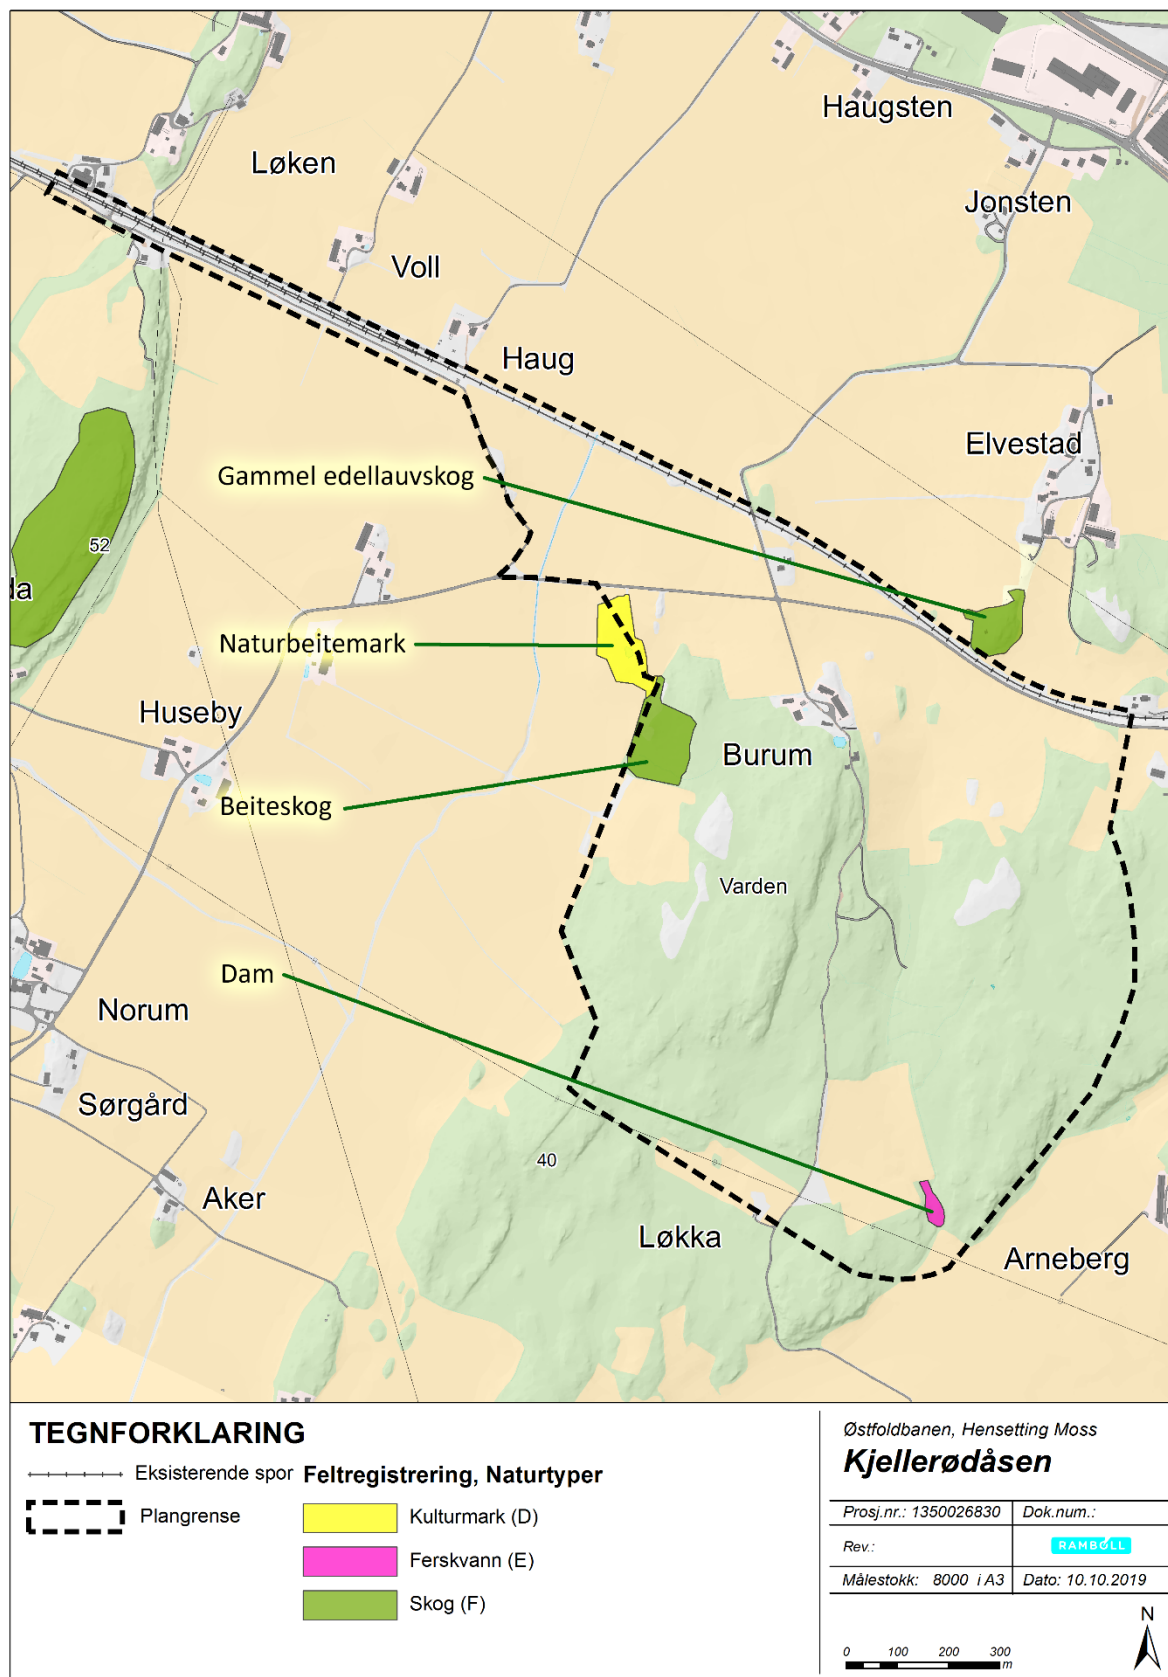 Haugsten
Løken
Jonsten
Voll
Haug
Elvestad
Gammel edellauvskog
52
da
Naturbeitemark
Huseby
Burum
Beiteskog
Varden
Dam
Norum
Sørgård
40
Aker
Løkka
Arneberg
TEGNFORKLARING
Eksisterende spor
Plangrense
Feltregistrering, Naturtyper
Kulturmark (D)
Ferskvann (E)
Skog (F)
Østfoldbanen, Hensetting Moss
Kjellerødåsen
Prosj.nr.: 1350026830 Dok.num.:
Rev.: RAMBOLL
Målestokk: 8000 i A3 Dato: 10.10.2019
N
0 100 200 300
m